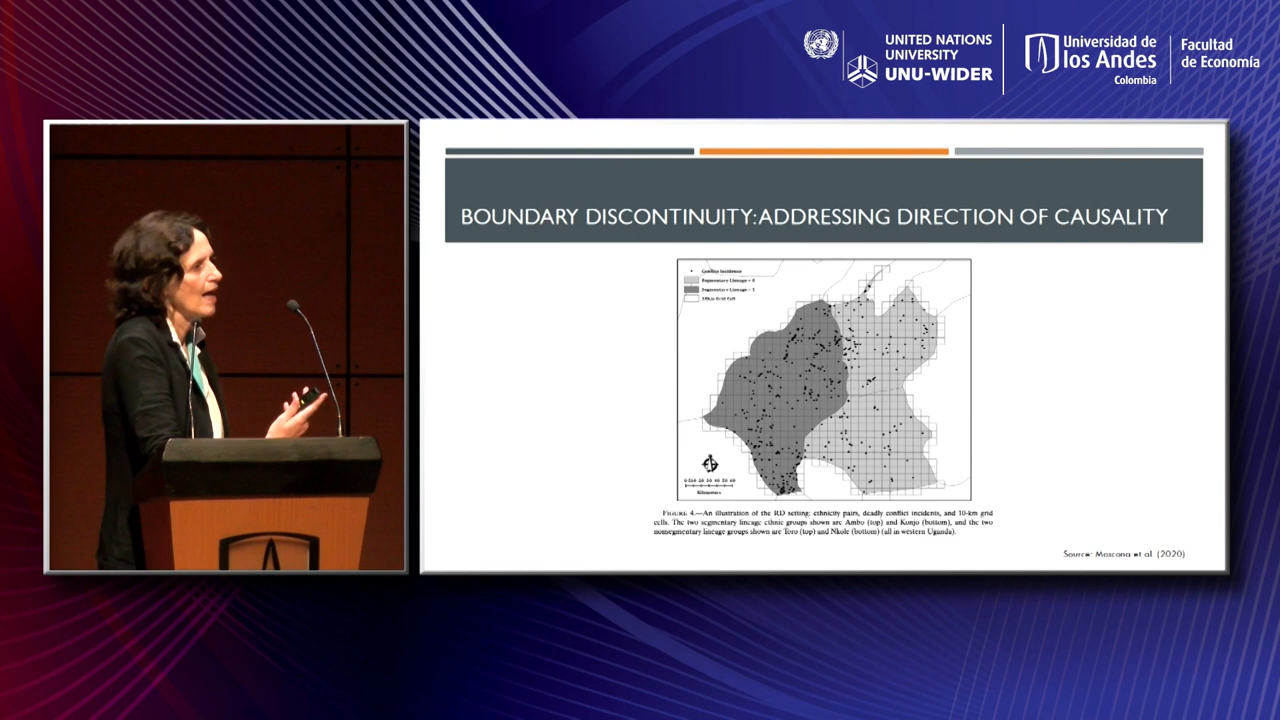 UNITED NATIONS
UNIVERSITY
UNU-WIDER
Universidad de
los Andes
Colombia
Facultad
de Economía
BOUNDARY DISCONTINUITY: ADDRESSING DIRECTION OF CAUSALITY
Conflict Incidence
Segmentary Lineage = 0
Segmentary Lineage = 1
10km Grid Cell
Kilometers
FIGURE 4.—An illustration of the RD setting: ethnicity pairs, deadly conflict incidents, and 10-km grid
cells. The two segmentary lineage ethnic groups shown are Ambo (top) and Konjo (bottom), and the two
nonsegmentary lineage groups shown are Toro (top) and Nkole (bottom) (all in western Uganda).
Source: Moscona et al. (2020)